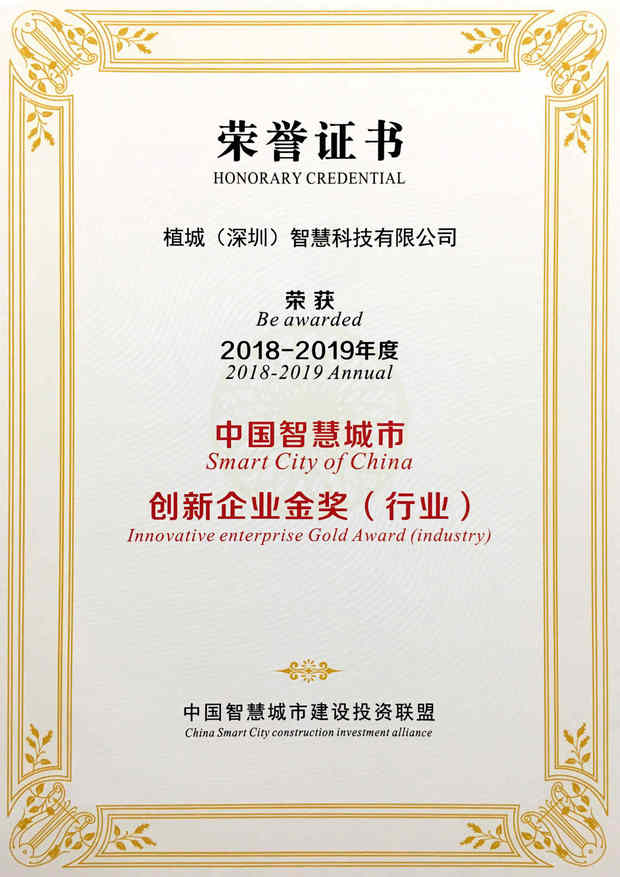 荣誉证书
HONORARY CREDENTIAL
植城（深圳）智慧科技有限公司
荣获
Be awarded
2018-2019年度
2018-2019 Annual
中国智慧城市
Smart City of China
创新企业金奖（行业）
Innovative enterprise Gold Award (industry)
中国智慧城市建设投资联盟
China Smart City construction investment alliance